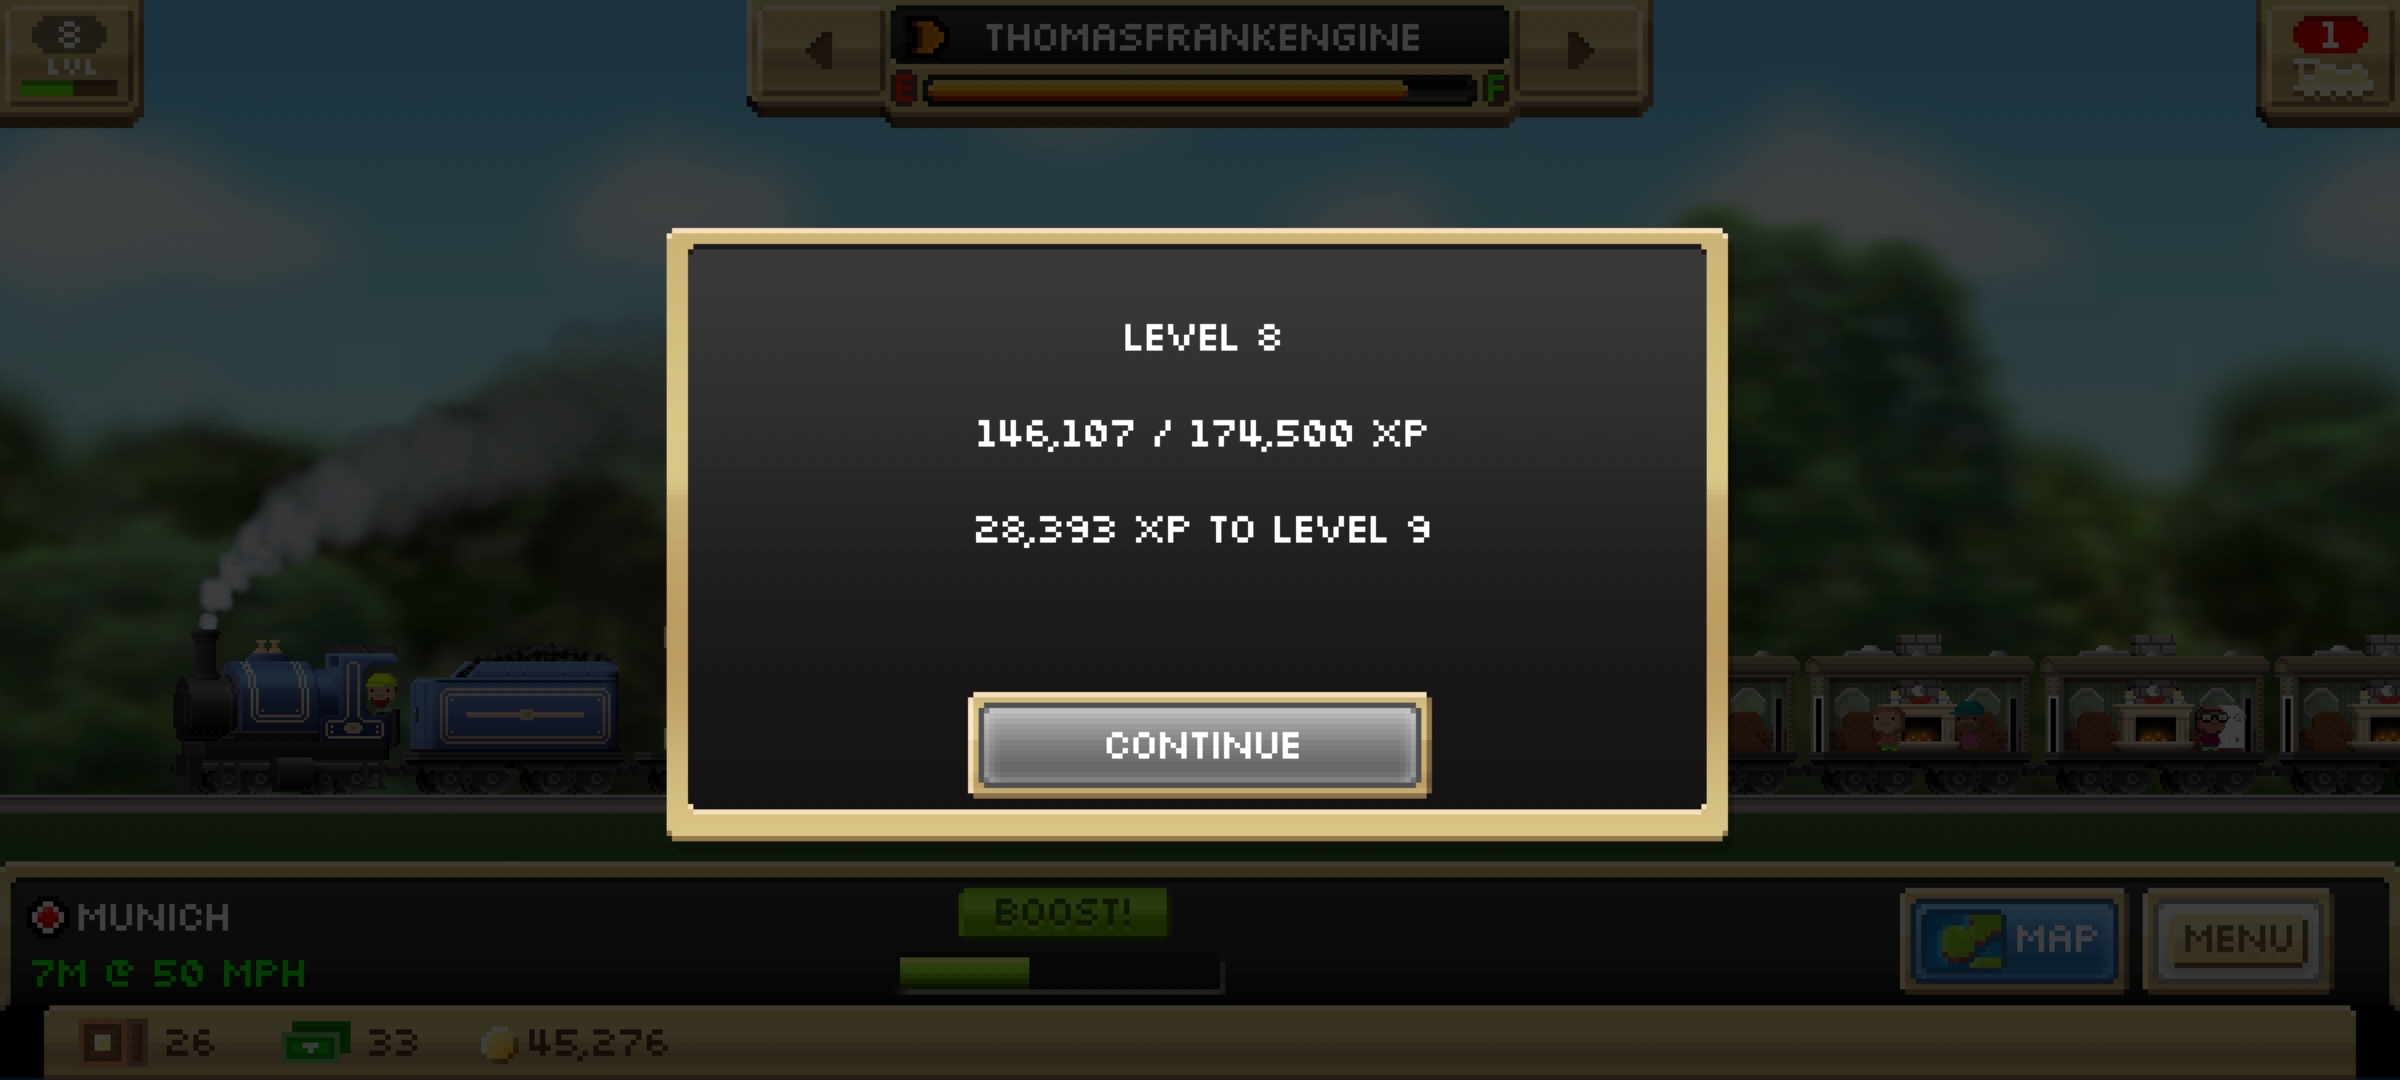 8
LVL
THOMASFRANKENGINE
E F
1
LEVEL 8
146,107 / 174,500 XP
28,393 XP TO LEVEL 9
CONTINUE
MUNICH
7M @ 50 MPH
BOOST!
MAP
MENU
26 33 45,276